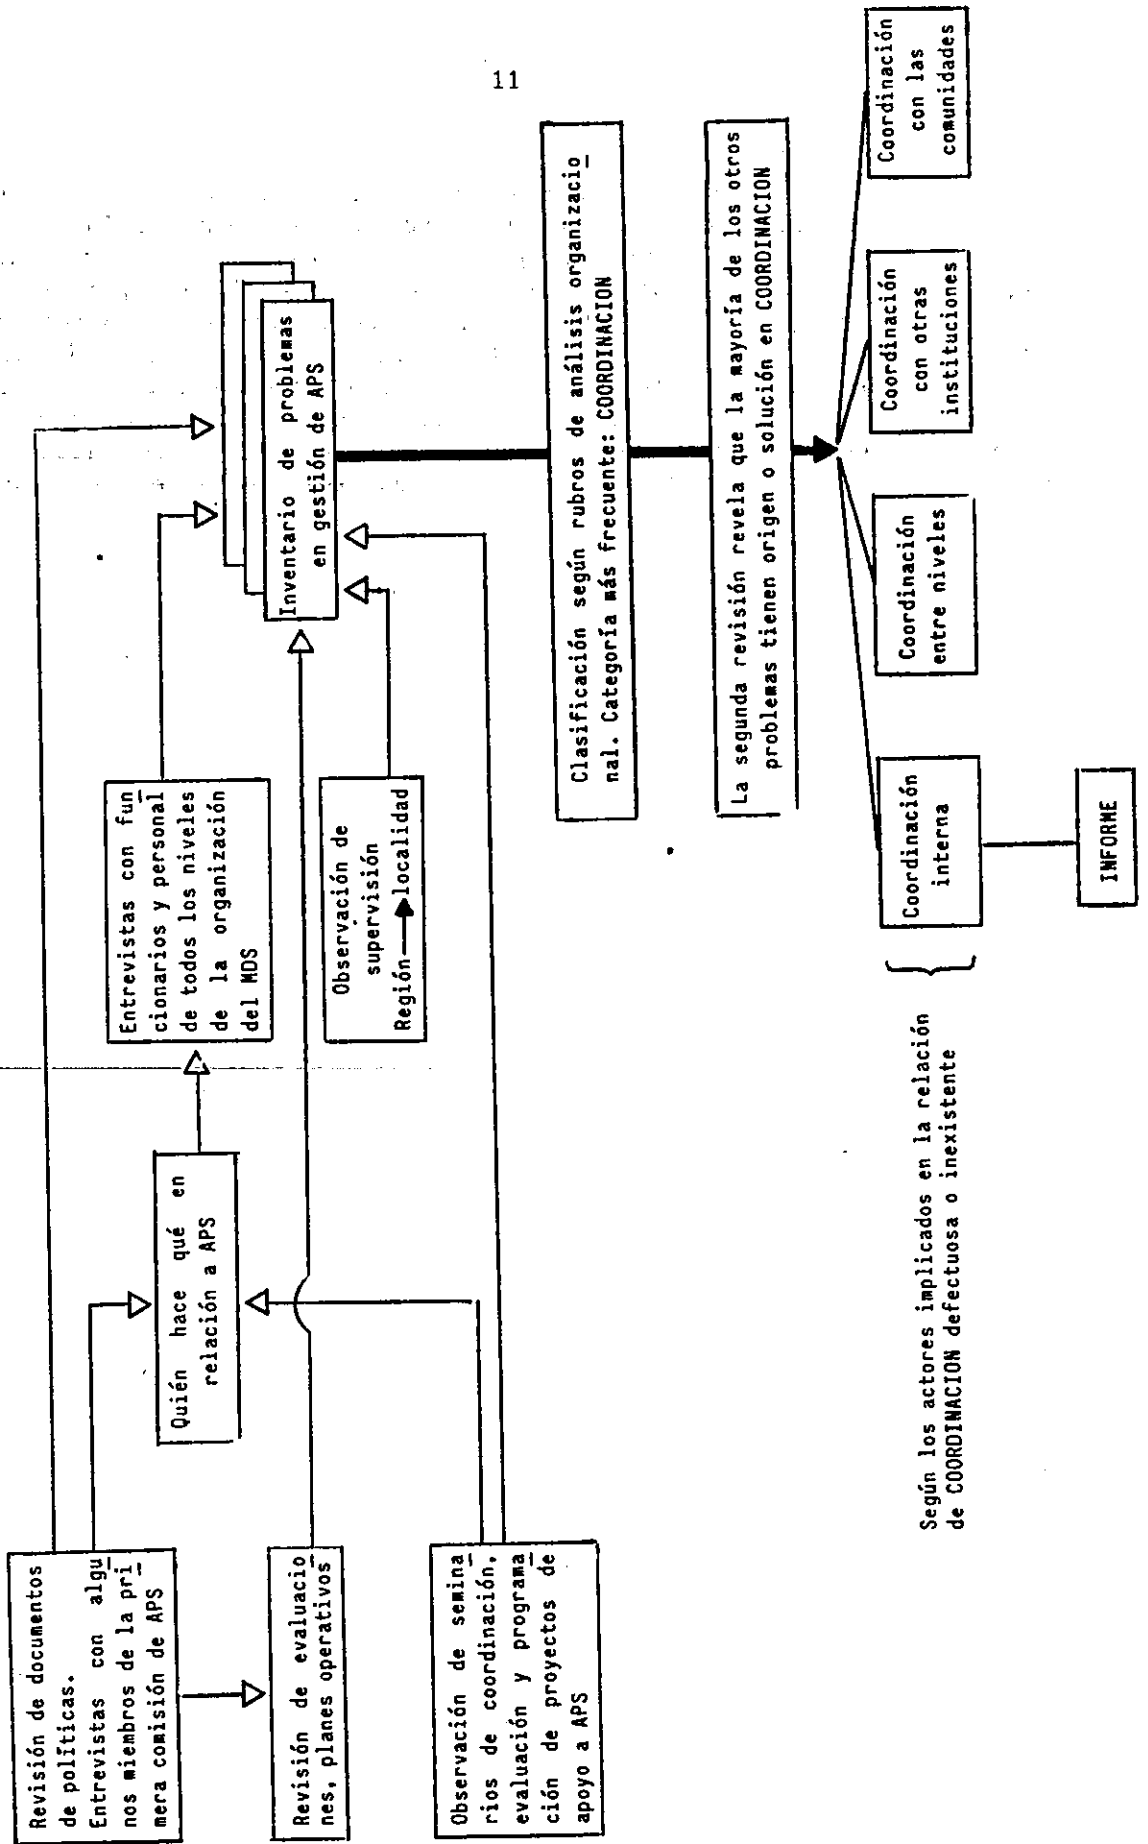 11
Revisión de documentos
de políticas.
Entrevistas con algu
nos miembros de la pri
mera comisión de APS
Revisión de evaluacio
nes, planes operativos
Observación de semina
rios de coordinación,
evaluación y programa
ción de proyectos de
apoyo a APS
Quién hace qué en
relación a APS
Entrevistas con fun
cionarios y personal
de todos los niveles
de la organización
del MDS
Observación de
supervisión
Región localidad
Inventario de problemas
en gestión de APS
Clasificación según rubros de análisis organizacio
nal. Categoría más frecuente: COORDINACION
La segunda revisión revela que la mayoría de los otros
problemas tienen origen o solución en COORDINACION
Según los actores implicados en la relación
de COORDINACION defectuosa o inexistente
Coordinación
interna
Coordinación
entre niveles
Coordinación
con otras
instituciones
Coordinación
con las
comunidades
INFORME